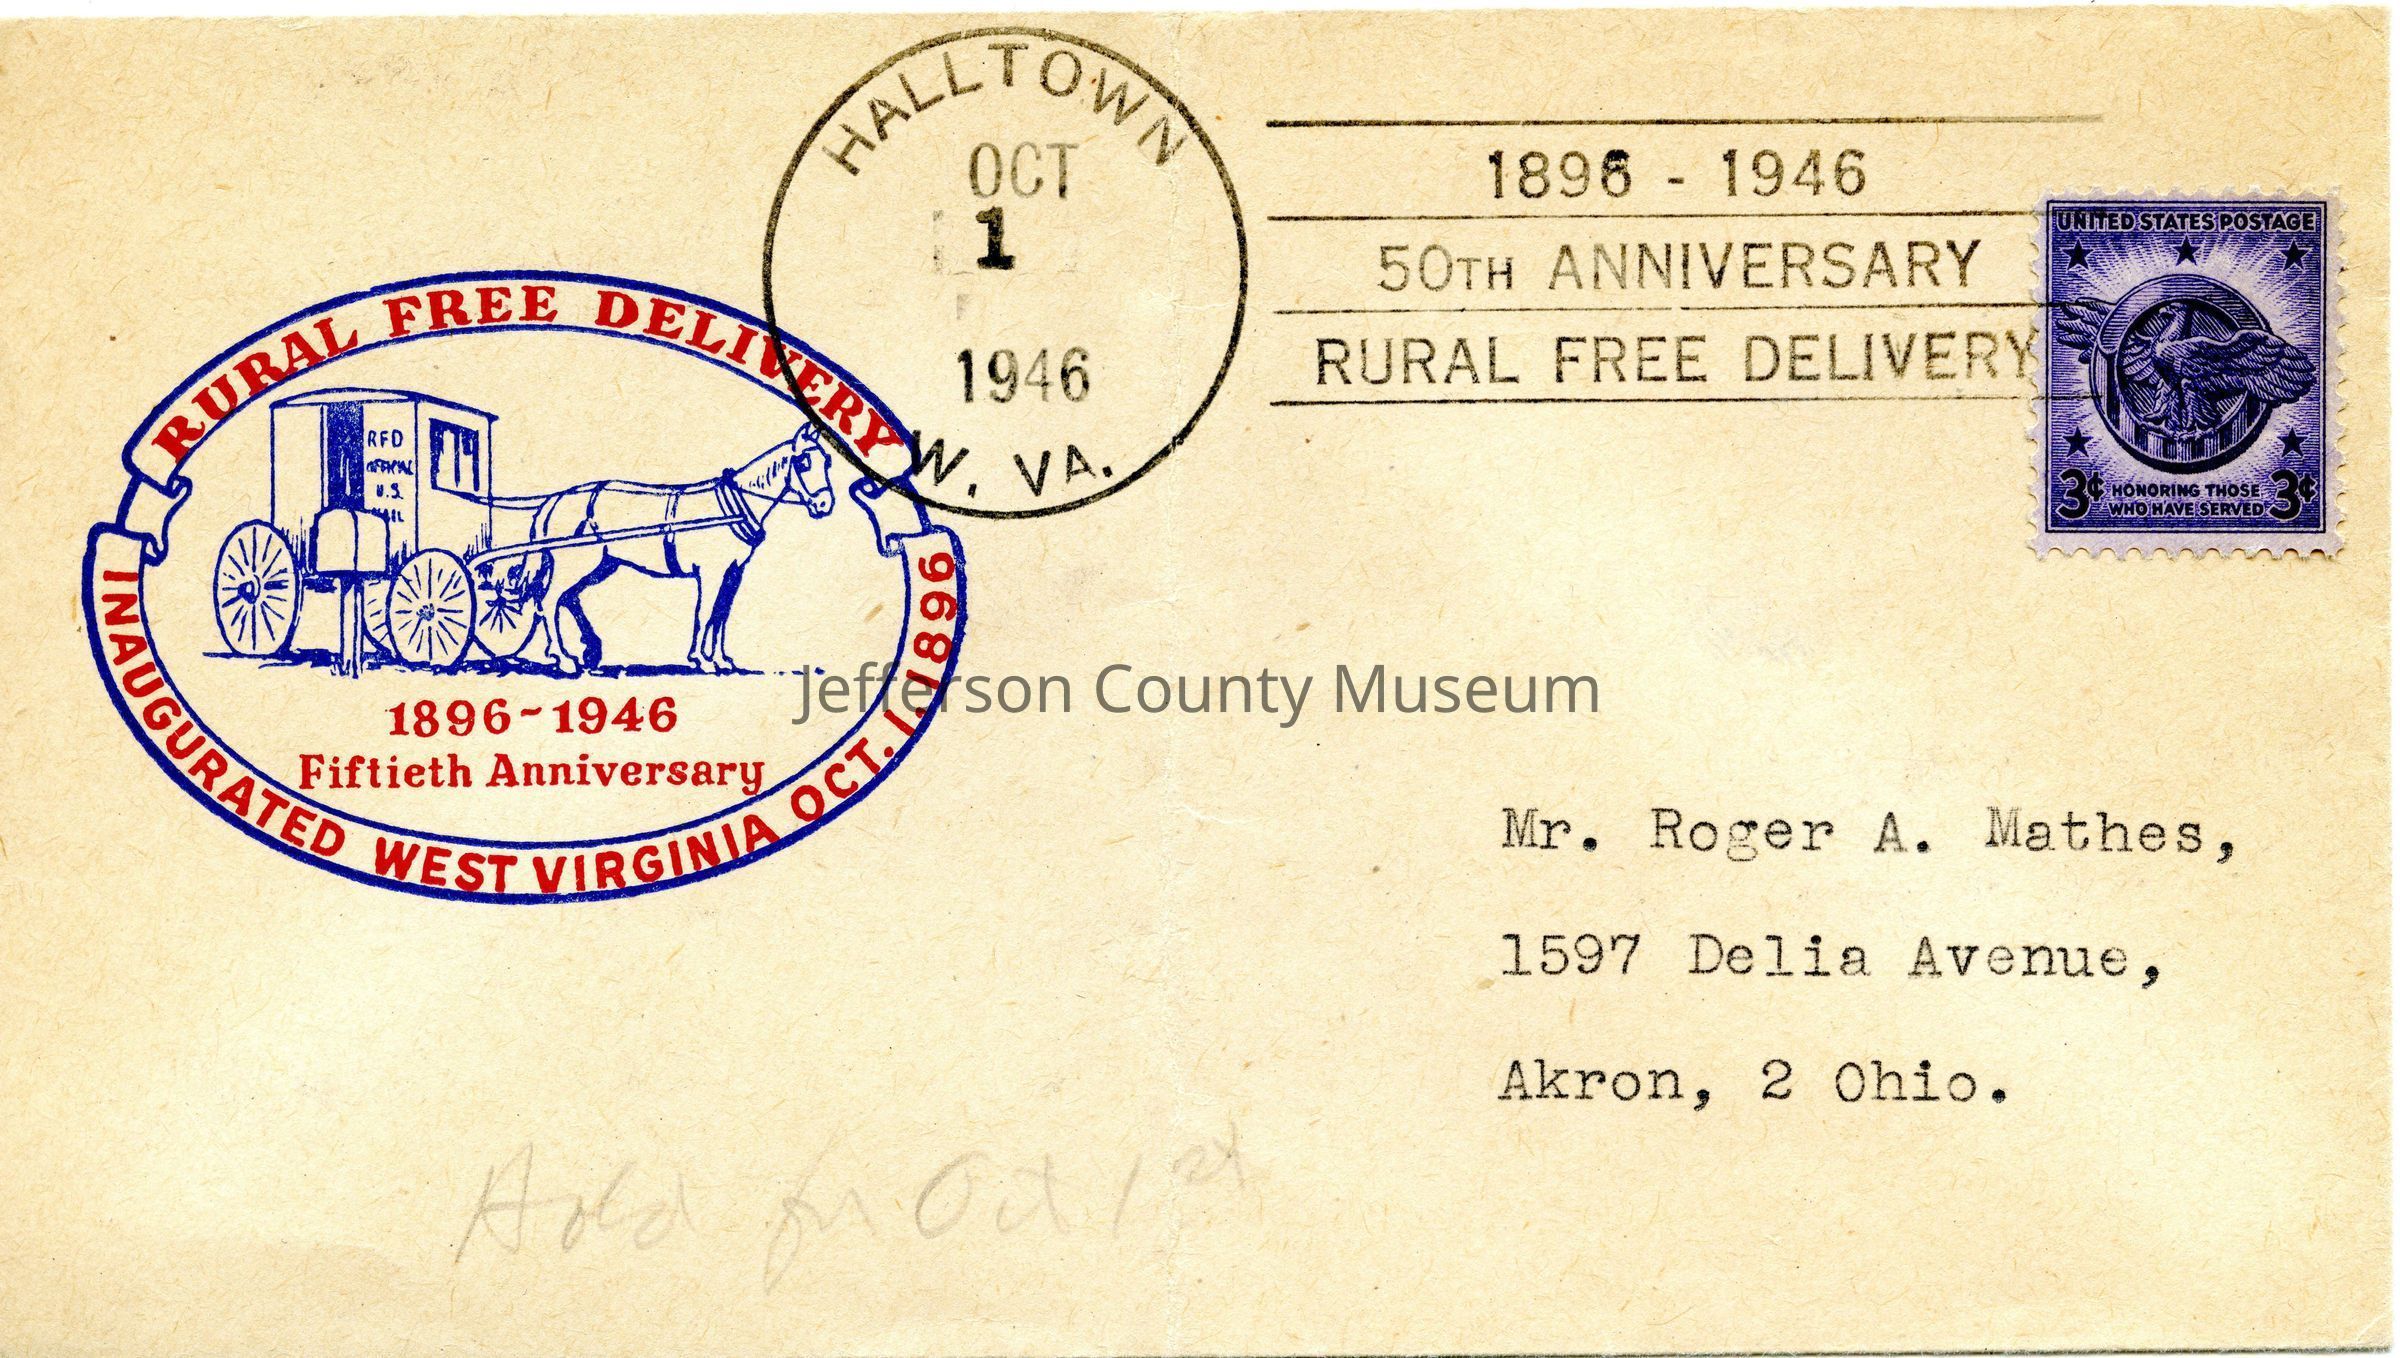 HALLTOWN
OCT
1
1946
W. VA.
1896 - 1946
50TH ANNIVERSARY
RURAL FREE DELIVERY
UNITED STATES POSTAGE
3¢ HONORING THOSE 3¢
WHO HAVE SERVED
RURAL FREE DELIVERY
RFD
OFFICIAL
U.S.
MAIL
1896~1946
Fiftieth Anniversary
INAUGURATED WEST VIRGINIA OCT. 1, 1896
Jefferson County Museum
Mr. Roger A. Mathes,
1597 Delia Avenue,
Akron, 2 Ohio.
Hold for Oct 1st